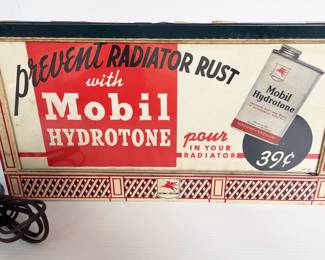 prevent RADIATOR RUST
with
Mobil
HYDROTONE
pour
IN YOUR
RADIATOR
Mobil
Hydrotone
39¢